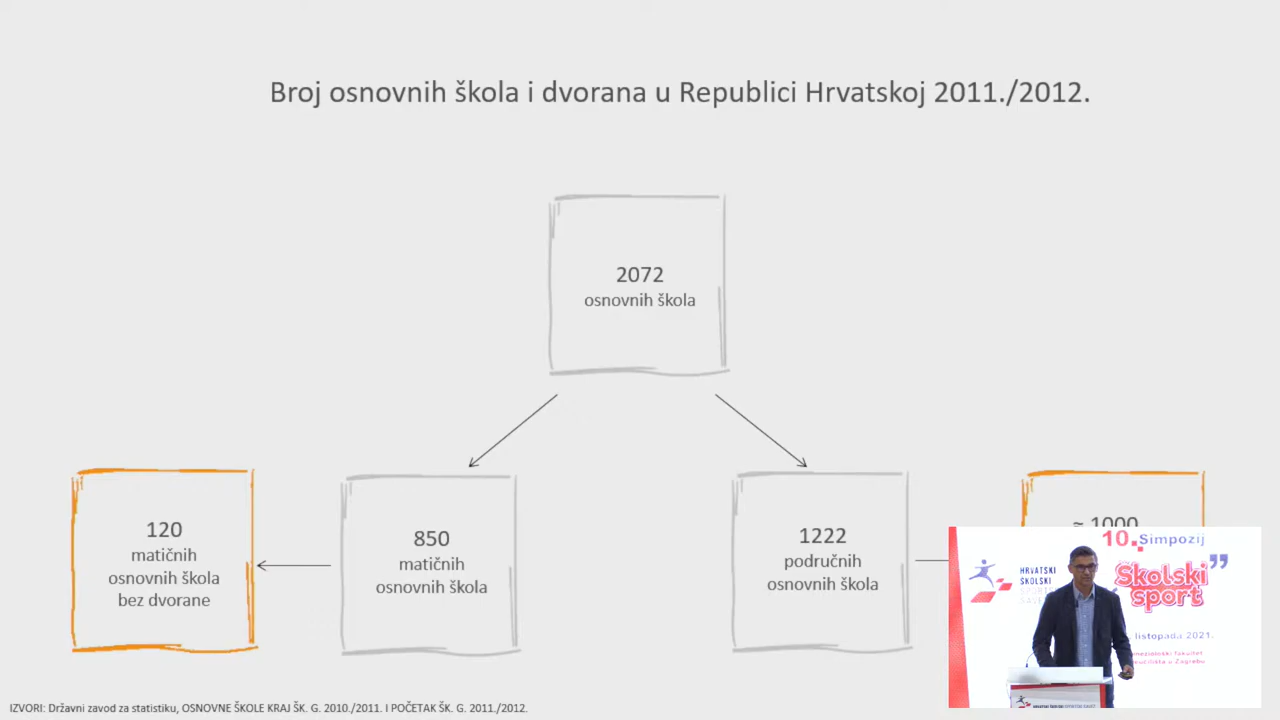 Broj osnovnih škola i dvorana u Republici Hrvatskoj 2011./2012.
2072
osnovnih škola
120
matičnih
osnovnih škola
bez dvorane
850
matičnih
osnovnih škola
1222
područnih
osnovnih škola
≈ 1000
10. Simpozij
HRVATSKI
ŠKOLSKI
Školski
sport
listopada 2021.
IZVORI: Državni zavod za statistiku, OSNOVNE ŠKOLE KRAJ ŠK. G. 2010./2011. I POČETAK ŠK. G. 2011./2012.